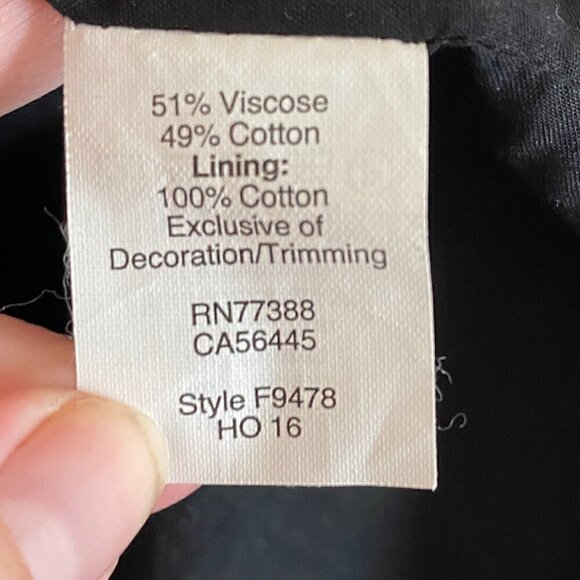 51% Viscose
49% Cotton
Lining:
100% Cotton
Exclusive of
Decoration/Trimming
RN77388
CA56445
Style F9478
HO 16